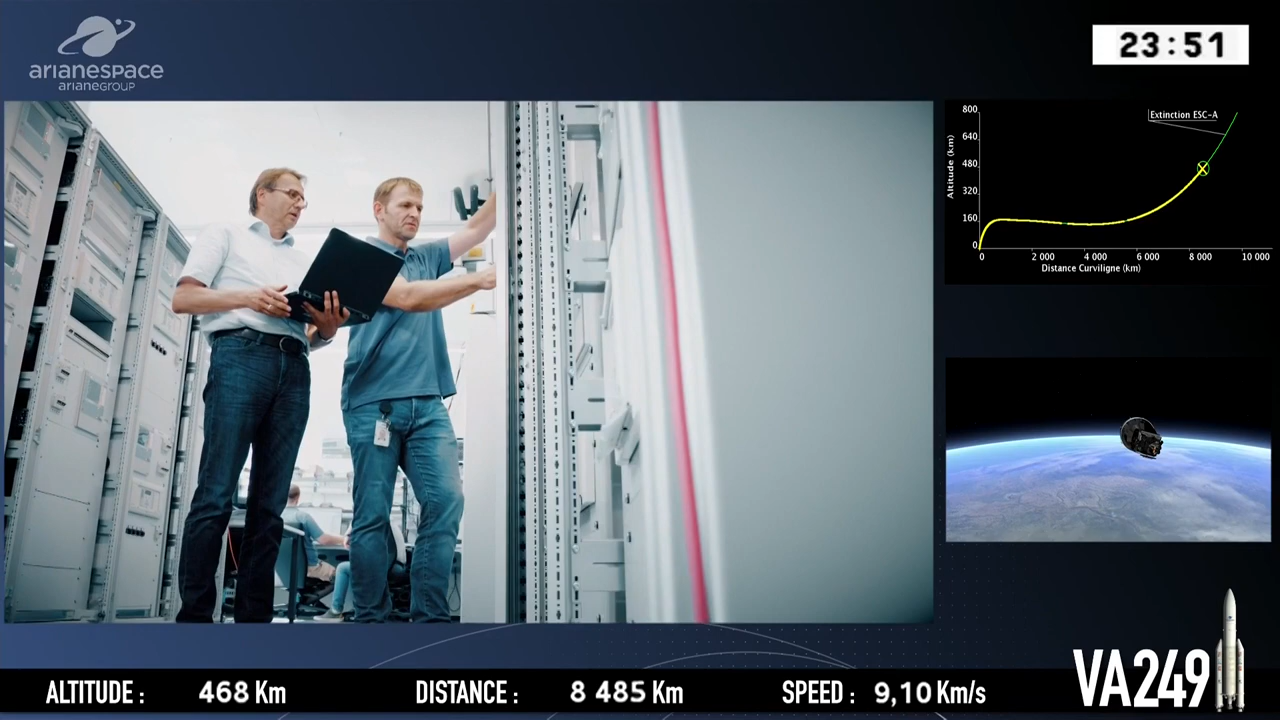 arianespace
arianeGROUP
23:51
800
640
480
320
160
0
Altitude (km)
Extinction ESC-A
0
2 000
4 000
6 000
8 000
10 000
Distance Curviligne (km)
VA249
ALTITUDE : 468 Km
DISTANCE : 8 485 Km
SPEED : 9,10 Km/s